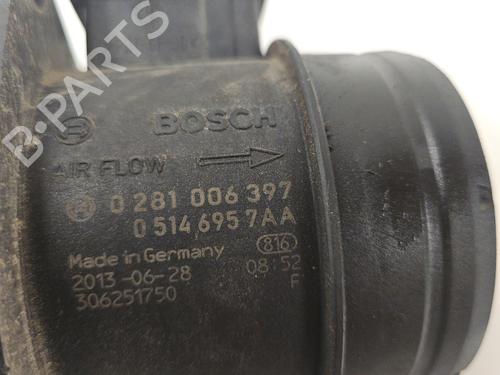 B-PARTS
BOSCH
AIR FLOW
0 281 006 397
0 514 695 7AA
Made in Germany
816
2013-06-28
08:52
306251750
F